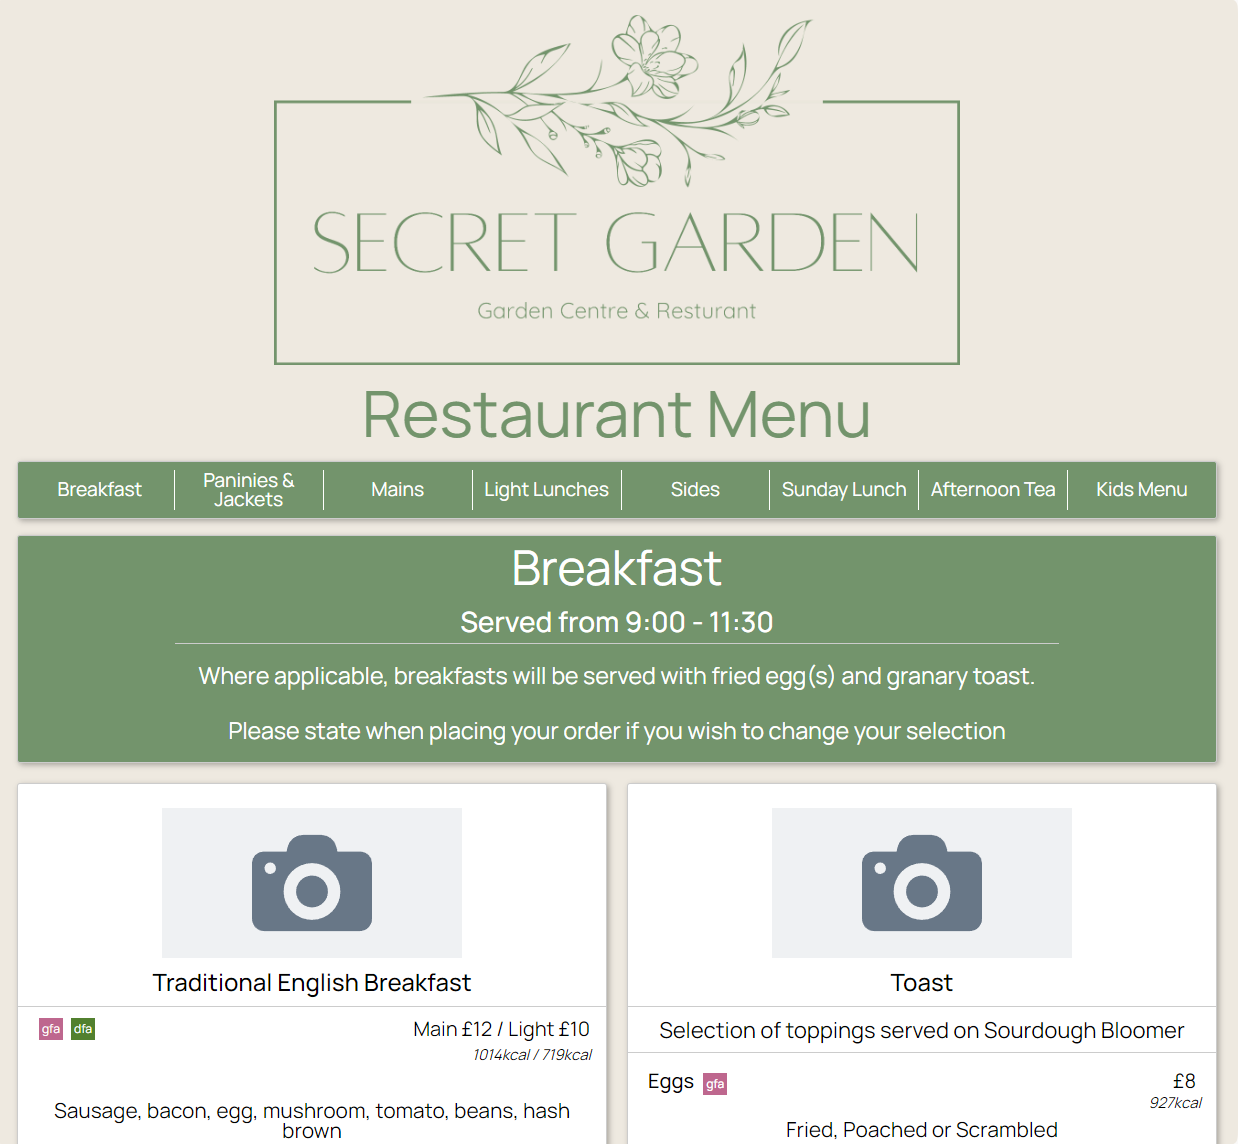 SECRET GARDEN
Garden Centre & Resturant
Restaurant Menu
Breakfast
Paninies &
Jackets
Mains
Light Lunches
Sides
Sunday Lunch
Afternoon Tea
Kids Menu
Breakfast
Served from 9:00 - 11:30
Where applicable, breakfasts will be served with fried egg(s) and granary toast.
Please state when placing your order if you wish to change your selection
Traditional English Breakfast
gfa dfa Main £12 / Light £10
1014kcal / 719kcal
Sausage, bacon, egg, mushroom, tomato, beans, hash
brown
Toast
Selection of toppings served on Sourdough Bloomer
Eggs gfa £8
927kcal
Fried, Poached or Scrambled